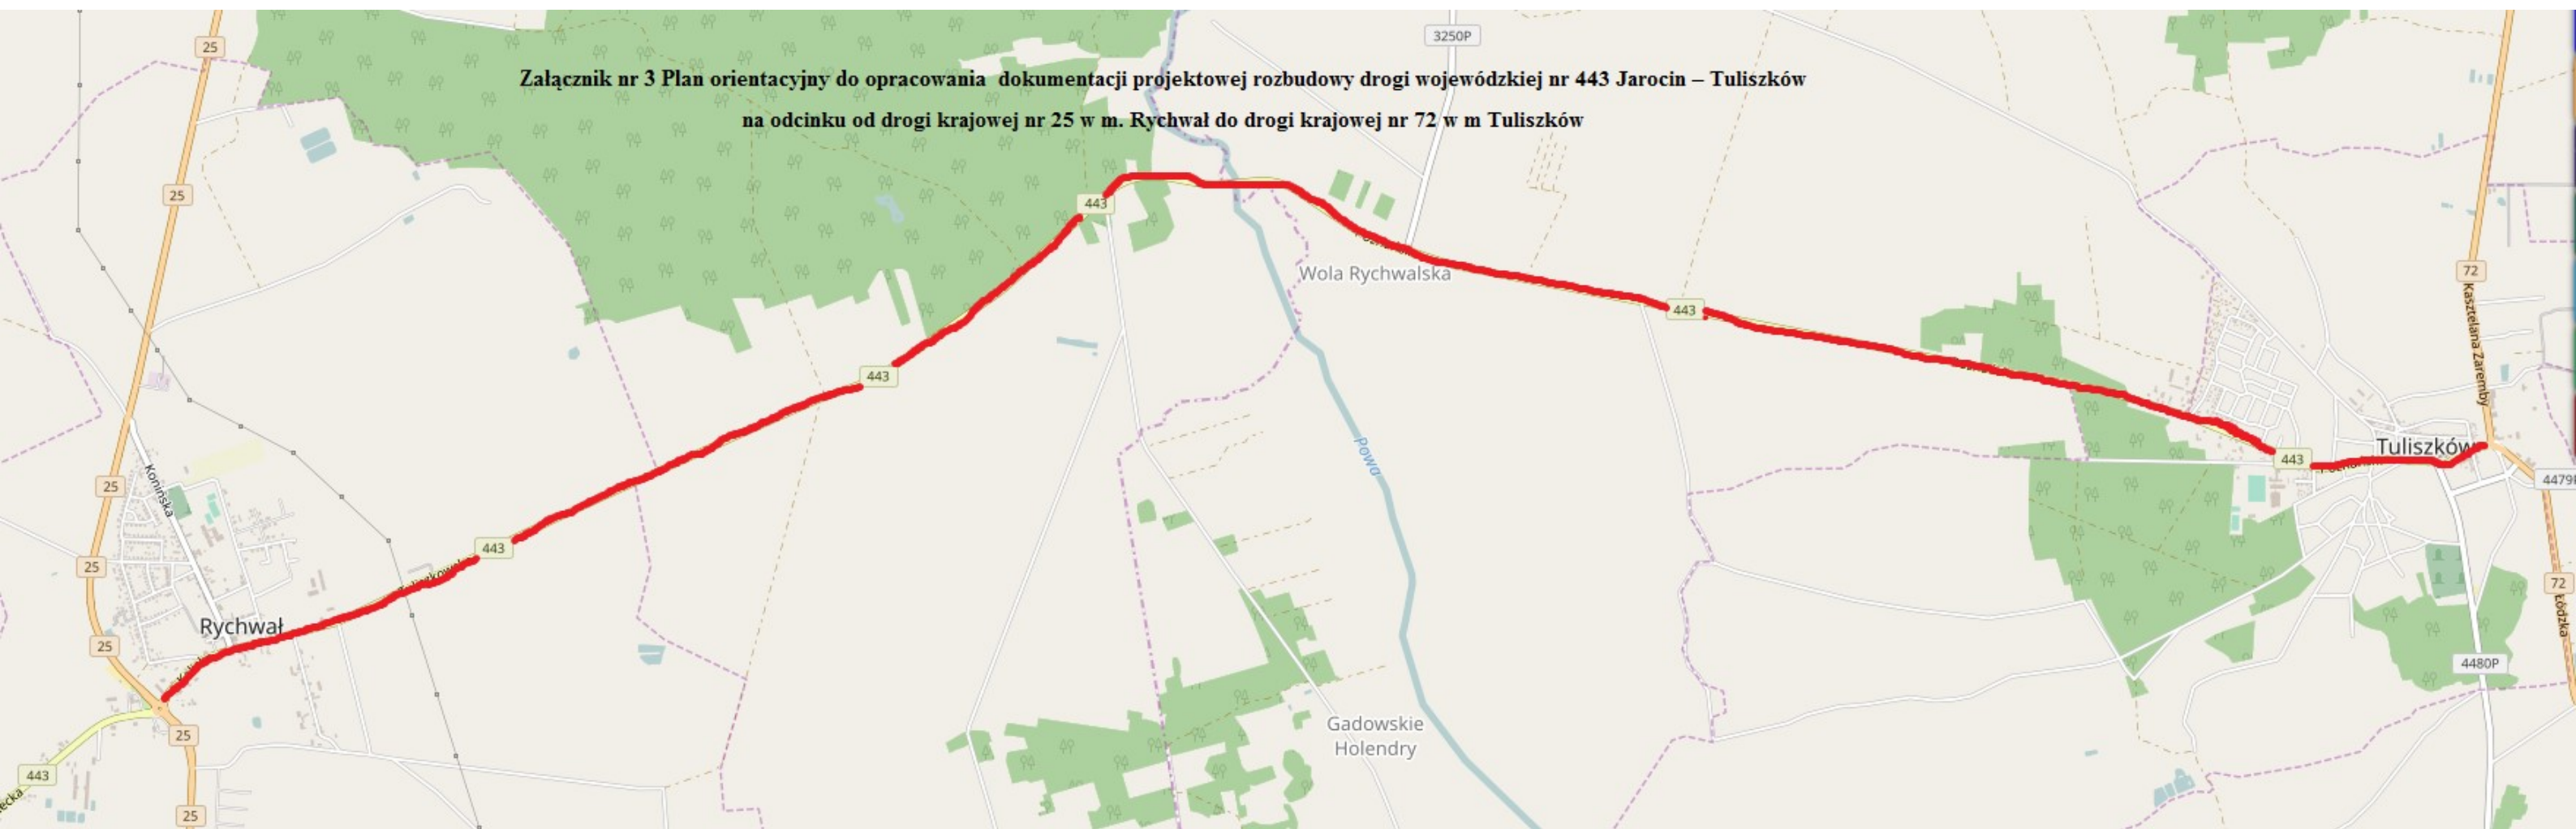 25
3250P
Załącznik nr 3 Plan orientacyjny do opracowania dokumentacji projektowej rozbudowy drogi wojewódzkiej nr 443 Jarocin – Tuliszków
na odcinku od drogi krajowej nr 25 w m. Rychwał do drogi krajowej nr 72 w m Tuliszków
25
443
Wola Rychwalska
72
443
Kasztelana Zaremby
443
Tuliszków
443
Powa
4479P
Konińska
25
443
25
72
Łódzka
Rychwał
25
4480P
Gadowskie
Holendry
25
443
25